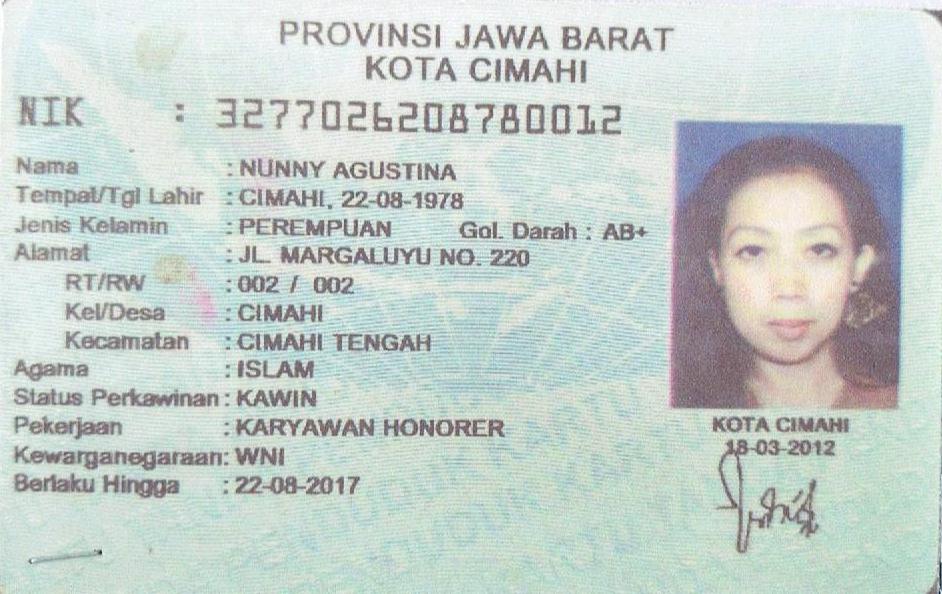 PROVINSI JAWA BARAT
KOTA CIMAHI
NIK : 3277026208780012
Nama : NUNNY AGUSTINA
Tempat/Tgl Lahir : CIMAHI, 22-08-1978
Jenis Kelamin : PEREMPUAN Gol. Darah : AB+
Alamat : JL. MARGALUYU NO. 220
RT/RW : 002 / 002
Kel/Desa : CIMAHI
Kecamatan : CIMAHI TENGAH
Agama : ISLAM
Status Perkawinan : KAWIN
Pekerjaan : KARYAWAN HONORER
Kewarganegaraan: WNI
Berlaku Hingga : 22-08-2017
KOTA CIMAHI
18-03-2012